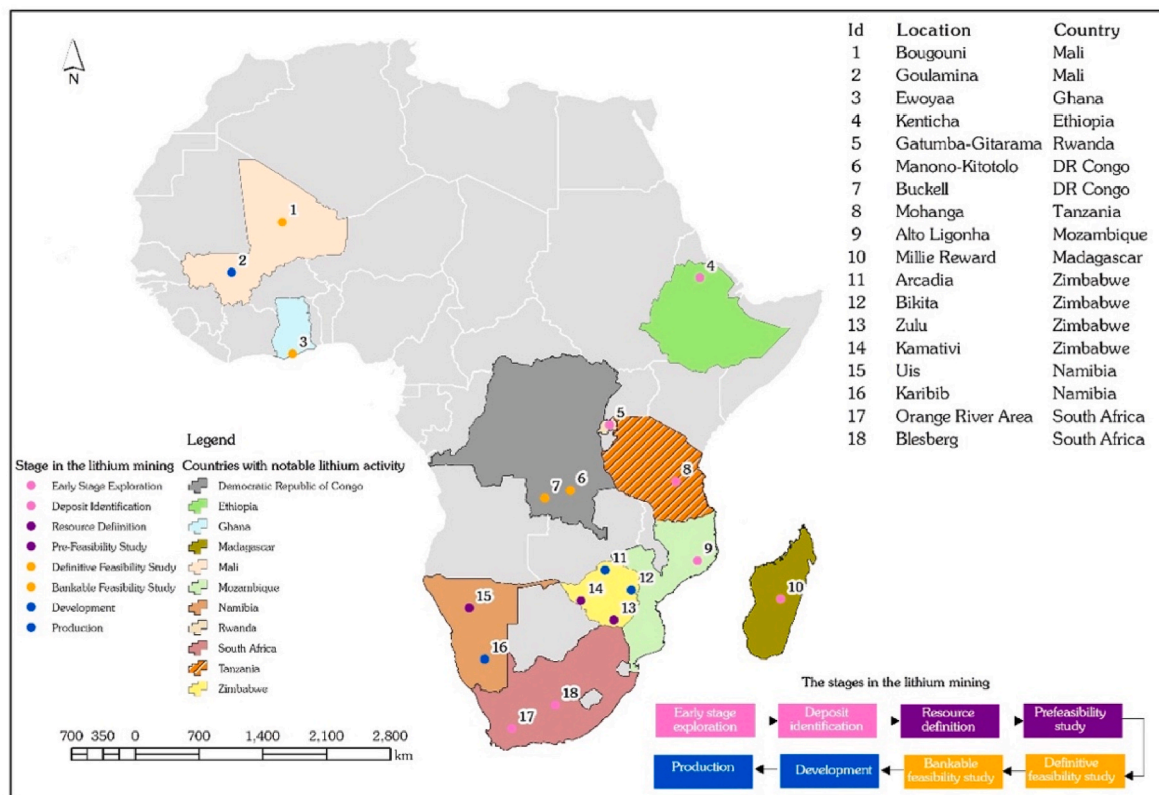 N
Id Location Country
1 Bougouni Mali
2 Goulamina Mali
3 Ewoyaa Ghana
4 Kenticha Ethiopia
5 Gatumba-Gitarama Rwanda
6 Manono-Kitotolo DR Congo
7 Buckell DR Congo
8 Mohanga Tanzania
9 Alto Ligonha Mozambique
10 Millie Reward Madagascar
11 Arcadia Zimbabwe
12 Bikita Zimbabwe
13 Zulu Zimbabwe
14 Kamativi Zimbabwe
15 Uis Namibia
16 Karibib Namibia
17 Orange River Area South Africa
18 Blesberg South Africa
1
2
3
4
5
6
7
8
9
10
11
12
13
14
15
16
17
18
Legend
Stage in the lithium mining
Early Stage Exploration
Deposit Identification
Resource Defiinition
Pre-Feasibility Study
Definitive Feasibility Study
Bankable Feasibility Study
Development
Production
Countries with notable lithium activity
Democratic Republic of Congo
Ethiopia
Ghana
Madagascar
Mali
Mozambique
Namibia
Rwanda
South Africa
Tanzania
Zimbabwe
700 350 0 700 1,400 2,100 2,800
km
The stages in the lithium mining
Early stage
exploration
Deposit
identification
Resource
definition
Prefeasibility
study
Production
Development
Bankable
feasibility study
Definitive
feasibility study